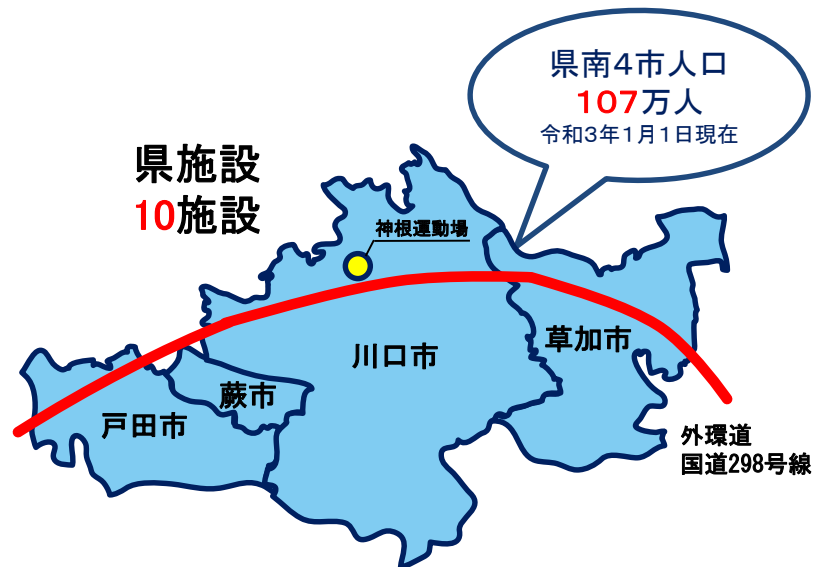 県南4市人口
107万人
令和3年1月1日現在
県施設
10施設
神根運動場
川口市
草加市
蕨市
戸田市
外環道
国道298号線